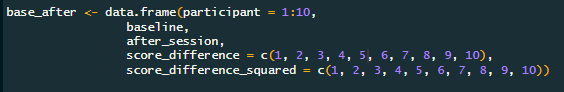 base_after <- data.frame(participant = 1:10,
baseline,
after_session,
score_difference = c(1, 2, 3, 4, 5, 6, 7, 8, 9, 10),
score_difference_squared = c(1, 2, 3, 4, 5, 6, 7, 8, 9, 10))